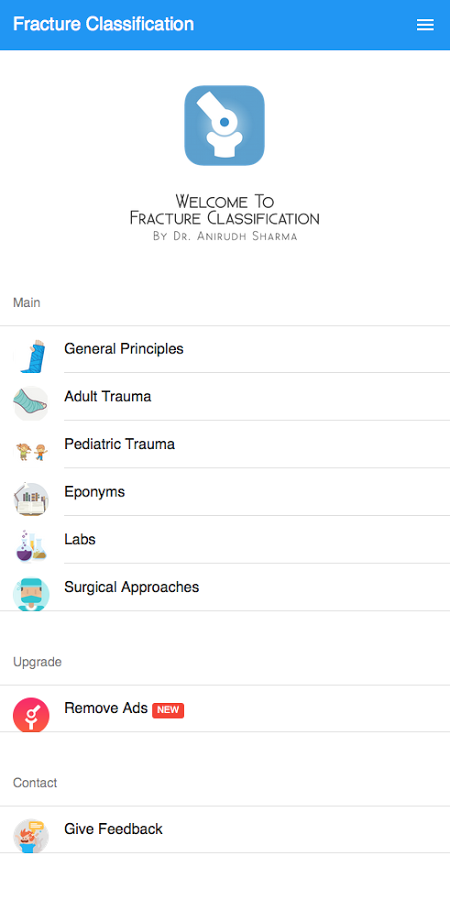 Fracture Classification
Welcome To
Fracture Classification
By Dr. Anirudh Sharma
Main
General Principles
Adult Trauma
Pediatric Trauma
Eponyms
Labs
Surgical Approaches
Upgrade
Remove Ads NEW
Contact
Give Feedback